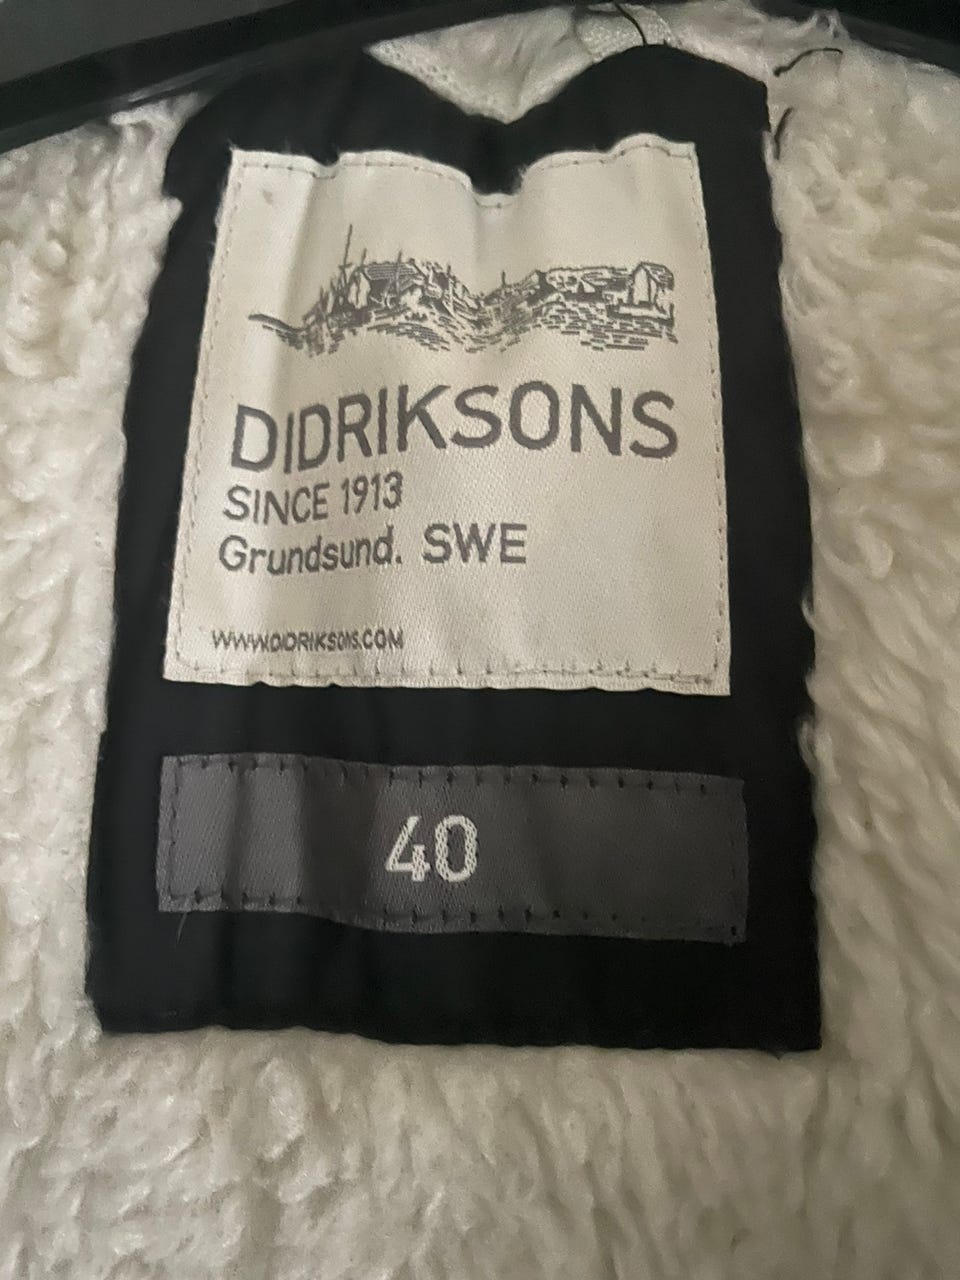 DIDRIKSONS
SINCE 1913
Grundsund. SWE
WWW.DIDRIKSONS.COM
40